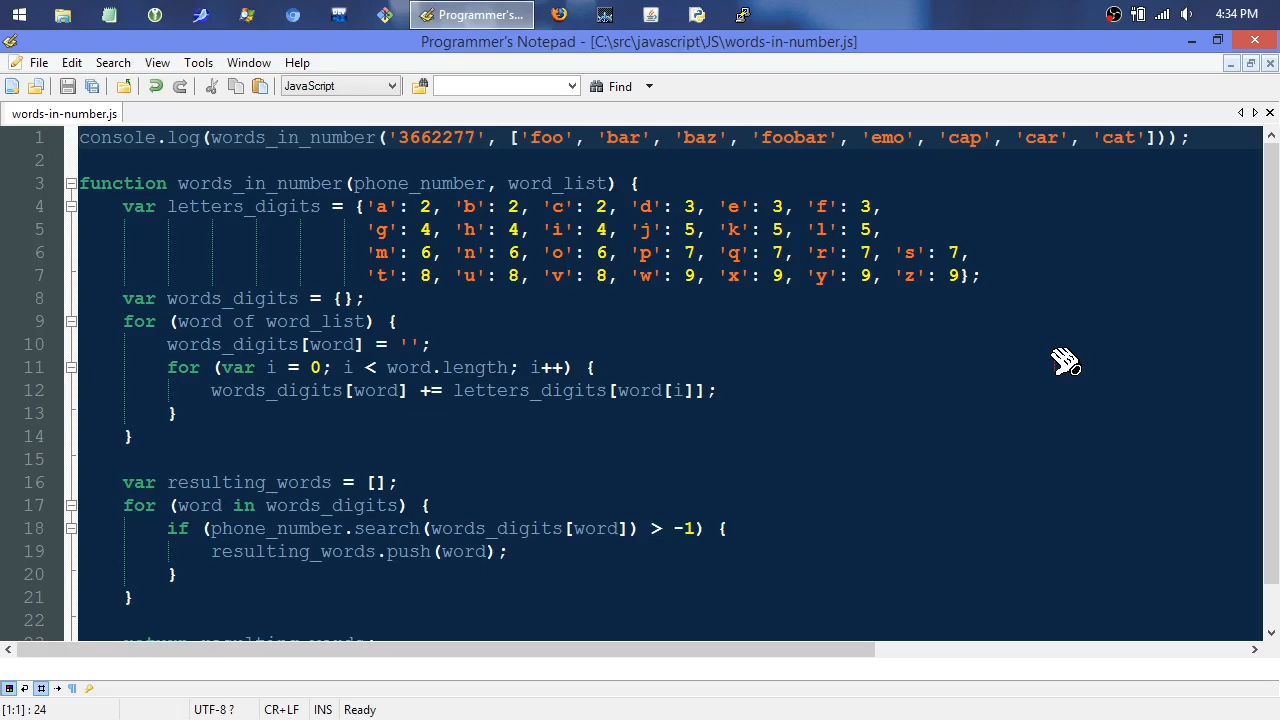 Programmer's...
4:34 PM
Programmer's Notepad - [C:\src\javascript\JS\words-in-number.js]
File Edit Search View Tools Window Help
JavaScript Find
words-in-number.js
1 console.log(words_in_number('3662277', ['foo', 'bar', 'baz', 'foobar', 'emo', 'cap', 'car', 'cat']));
2
3 function words_in_number(phone_number, word_list) {
4 var letters_digits = {'a': 2, 'b': 2, 'c': 2, 'd': 3, 'e': 3, 'f': 3,
5 'g': 4, 'h': 4, 'i': 4, 'j': 5, 'k': 5, 'l': 5,
6 'm': 6, 'n': 6, 'o': 6, 'p': 7, 'q': 7, 'r': 7, 's': 7,
7 't': 8, 'u': 8, 'v': 8, 'w': 9, 'x': 9, 'y': 9, 'z': 9};
8 var words_digits = {};
9 for (word of word_list) {
10 words_digits[word] = '';
11 for (var i = 0; i < word.length; i++) {
12 words_digits[word] += letters_digits[word[i]];
13 }
14 }
15
16 var resulting_words = [];
17 for (word in words_digits) {
18 if (phone_number.search(words_digits[word]) > -1) {
19 resulting_words.push(word);
20 }
21 }
22
23 return resulting_words;
[1:1] : 24 UTF-8 ? CR+LF INS Ready